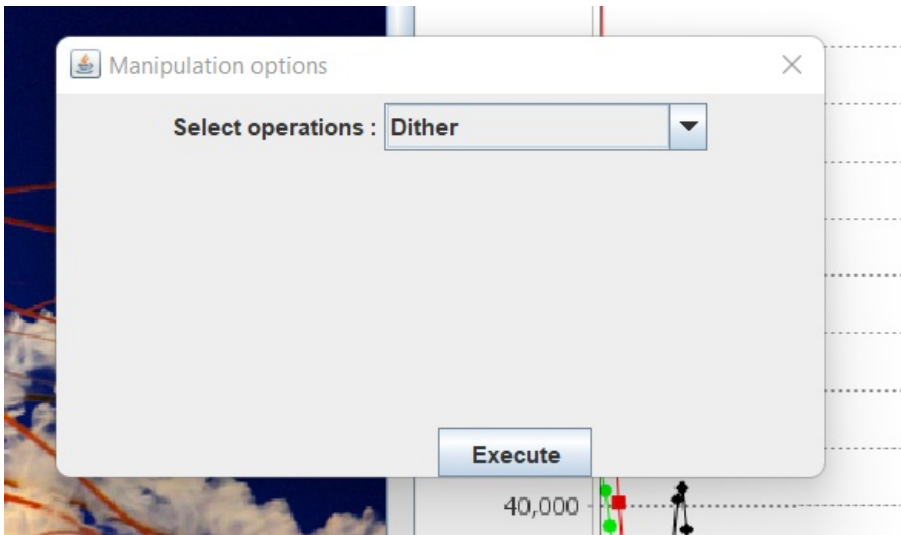 Manipulation options
Select operations : Dither
Execute
40,000